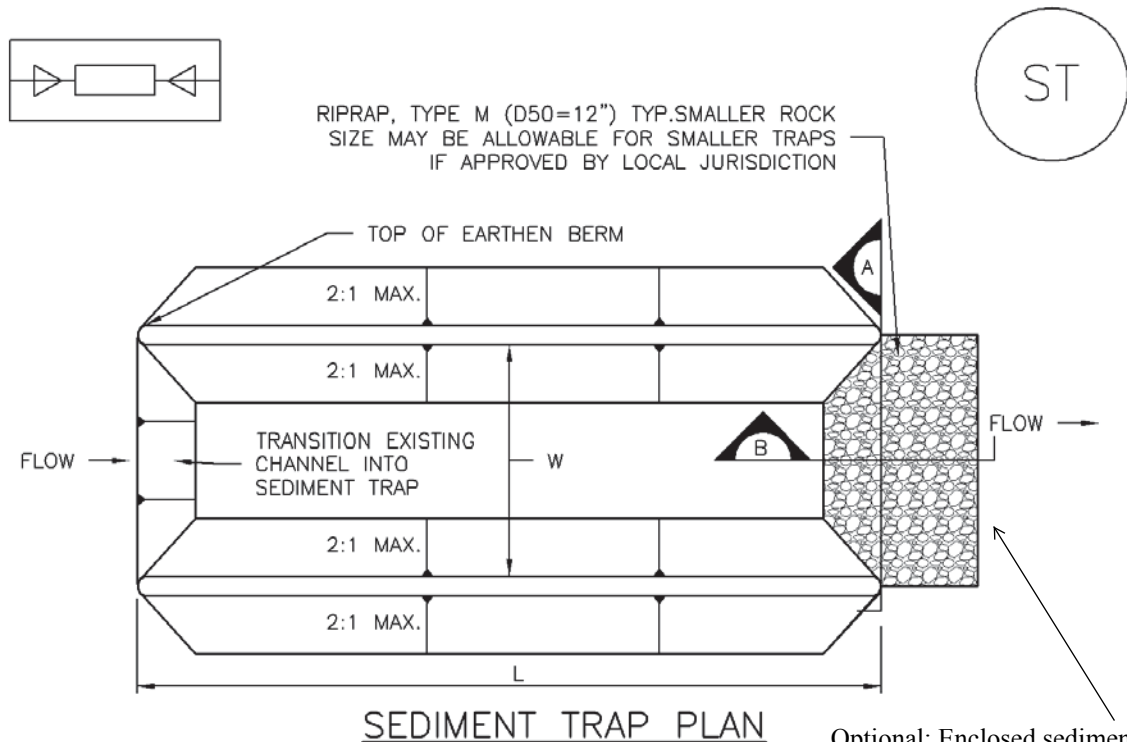 ST
RIPRAP, TYPE M (D50=12") TYP.SMALLER ROCK
SIZE MAY BE ALLOWABLE FOR SMALLER TRAPS
IF APPROVED BY LOCAL JURISDICTION
TOP OF EARTHEN BERM
A
2:1 MAX.
2:1 MAX.
FLOW
TRANSITION EXISTING
CHANNEL INTO
SEDIMENT TRAP
W
B
FLOW
2:1 MAX.
2:1 MAX.
L
SEDIMENT TRAP PLAN
Optional: Enclosed sediment